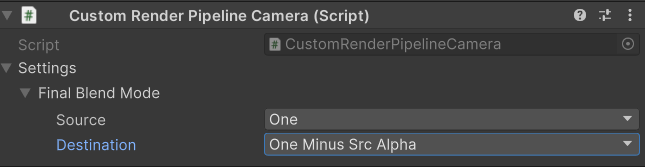 Custom Render Pipeline Camera (Script)
Script # CustomRenderPipelineCamera
Settings
Final Blend Mode
Source One
Destination One Minus Src Alpha